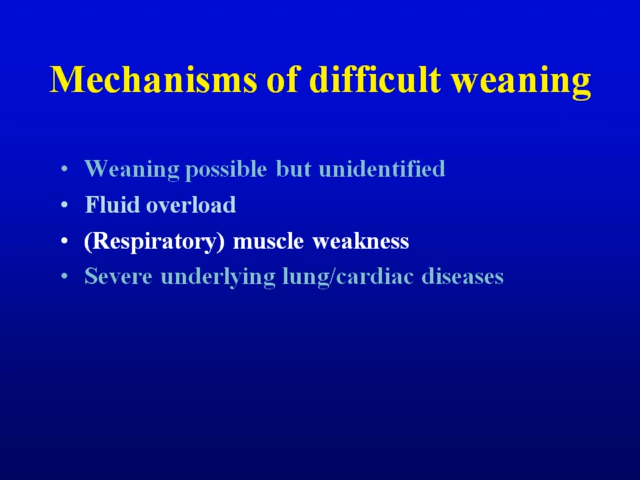 Mechanisms of difficult weaning
• Weaning possible but unidentified
• Fluid overload
• (Respiratory) muscle weakness
• Severe underlying lung/cardiac diseases